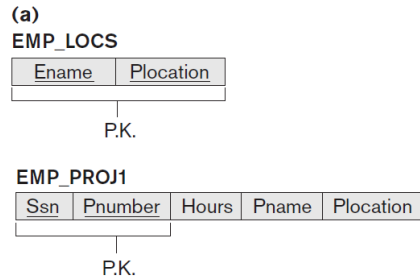 (a)
EMP_LOCS
Ename Plocation
P.K.
EMP_PROJ1
Ssn Pnumber Hours Pname Plocation
P.K.